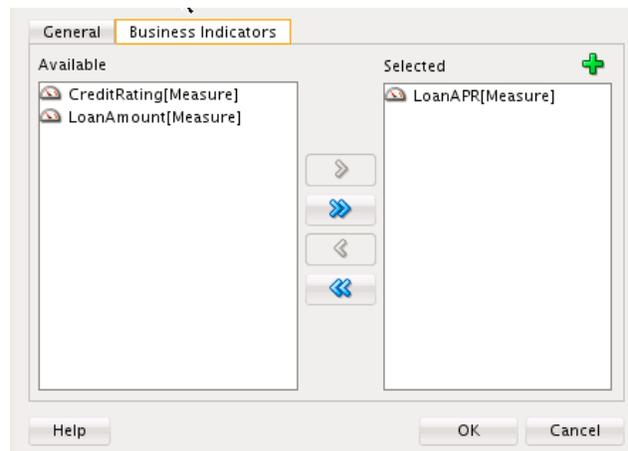 General Business Indicators
Available Selected
CreditRating[Measure] LoanAPR[Measure]
LoanAmount[Measure]
Help OK Cancel